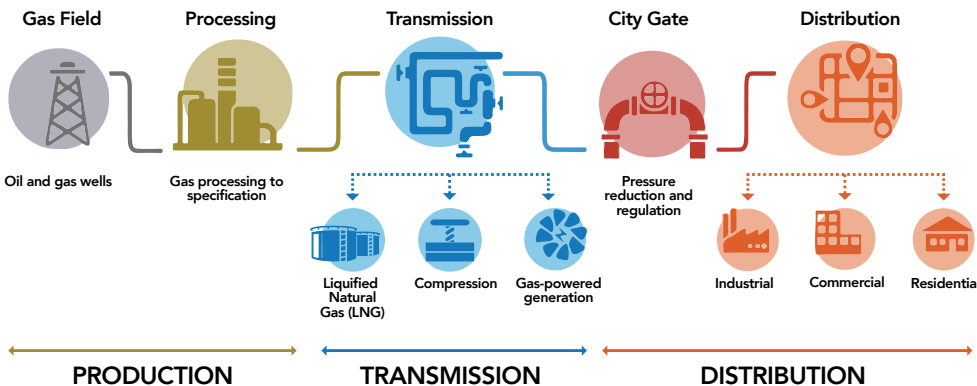 Gas Field
Processing
Transmission
City Gate
Distribution
Oil and gas wells
Gas processing to
specification
Pressure
reduction and
regulation
Liquified
Natural
Gas (LNG)
Compression
Gas-powered
generation
Industrial
Commercial
Residentia
PRODUCTION
TRANSMISSION
DISTRIBUTION